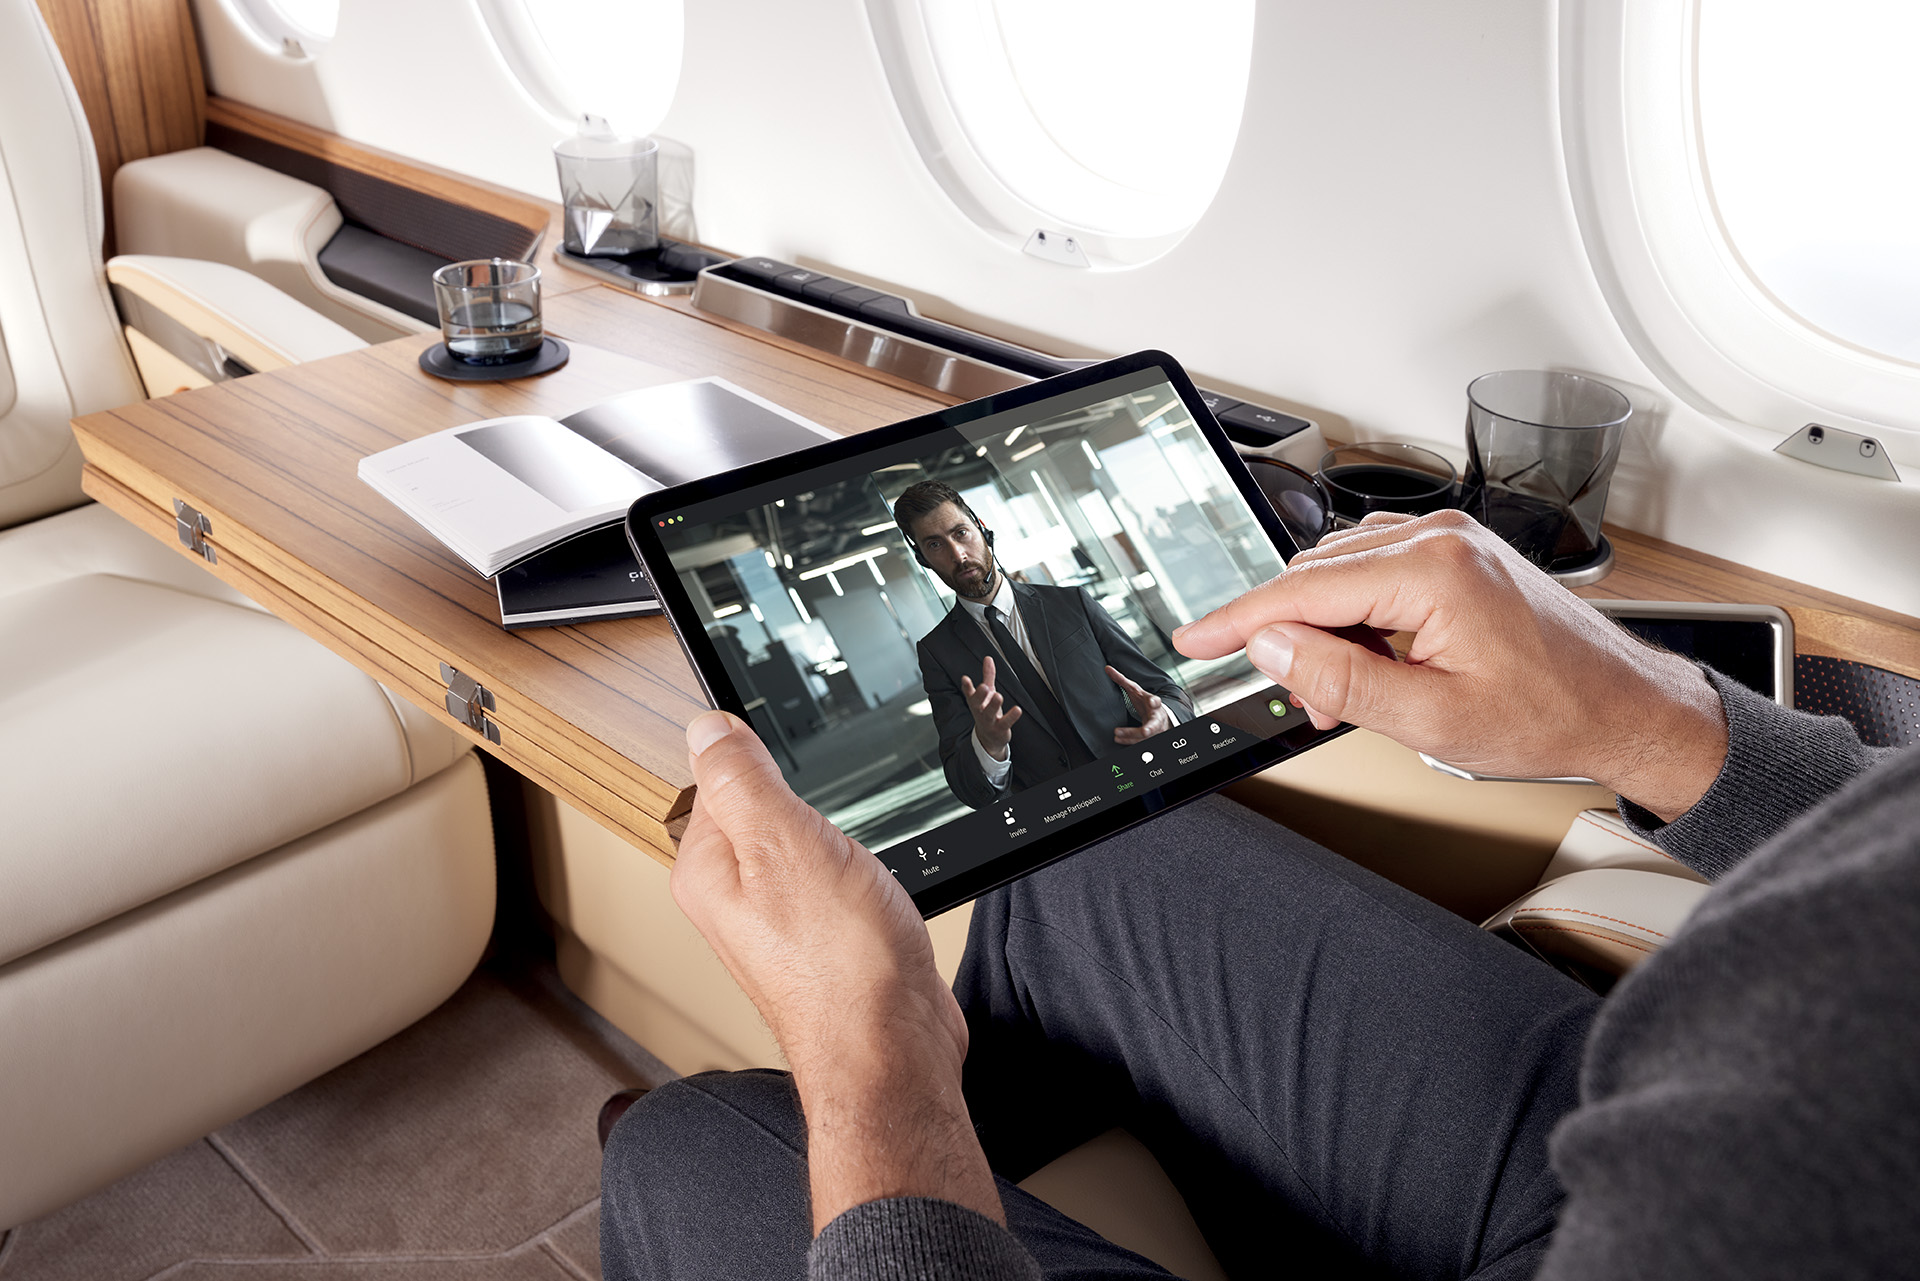 Mute
Invite
Manage Participants
Share
Chat
Record
Reaction